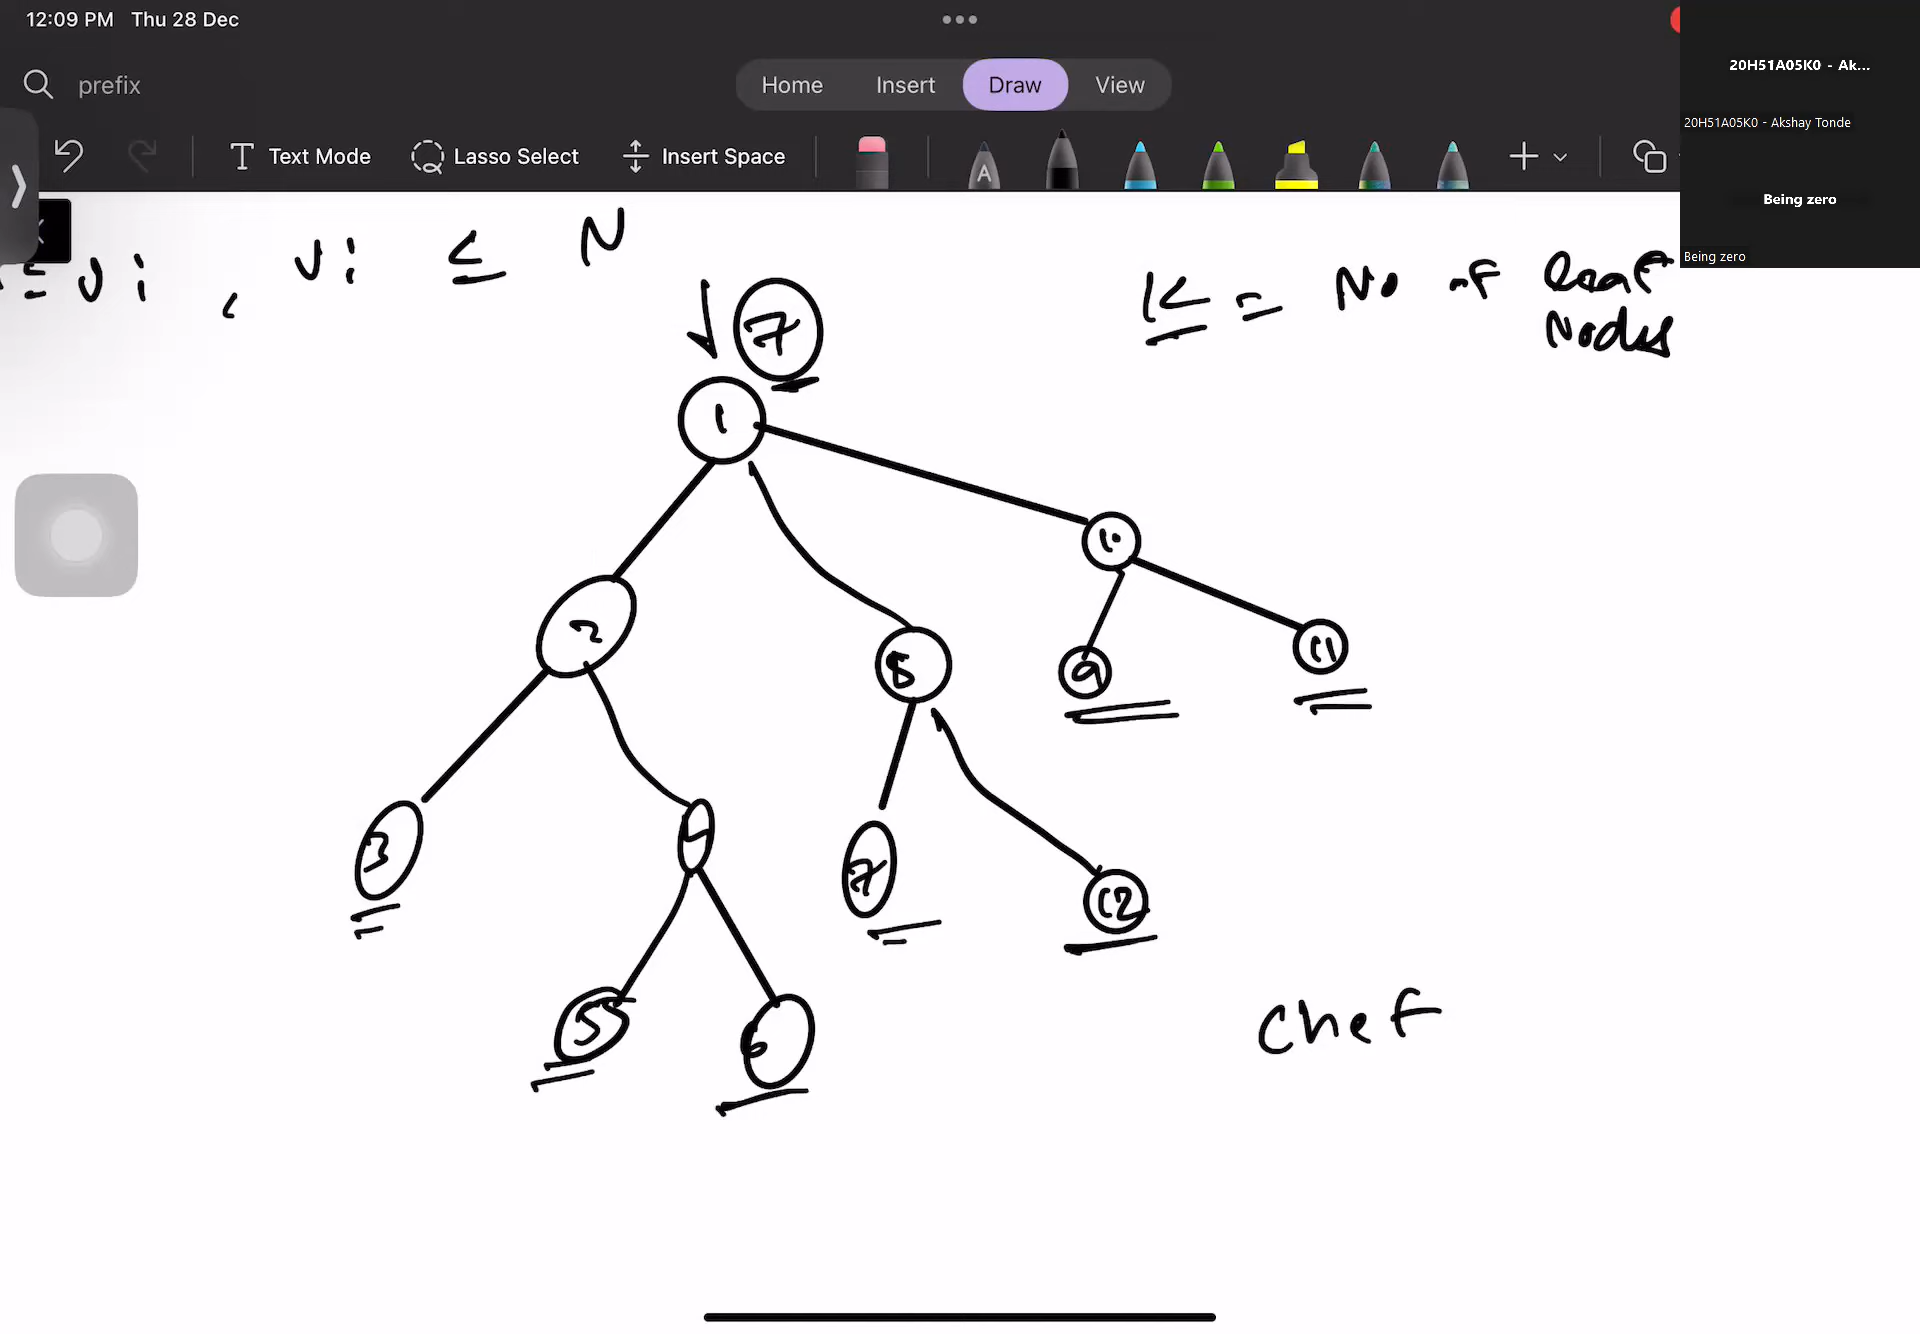 12:09 PM Thu 28 Dec
20H51A05K0 - Ak...
prefix
Home
Insert
Draw
View
20H51A05K0 - Akshay Tonde
Text Mode
Lasso Select
Insert Space
A
Being zero
Being zero
= vi , vi ≤ N
K = No of leaf
Nodes
7
1
10
2
8
9
11
3
4
7
12
5
6
Chef